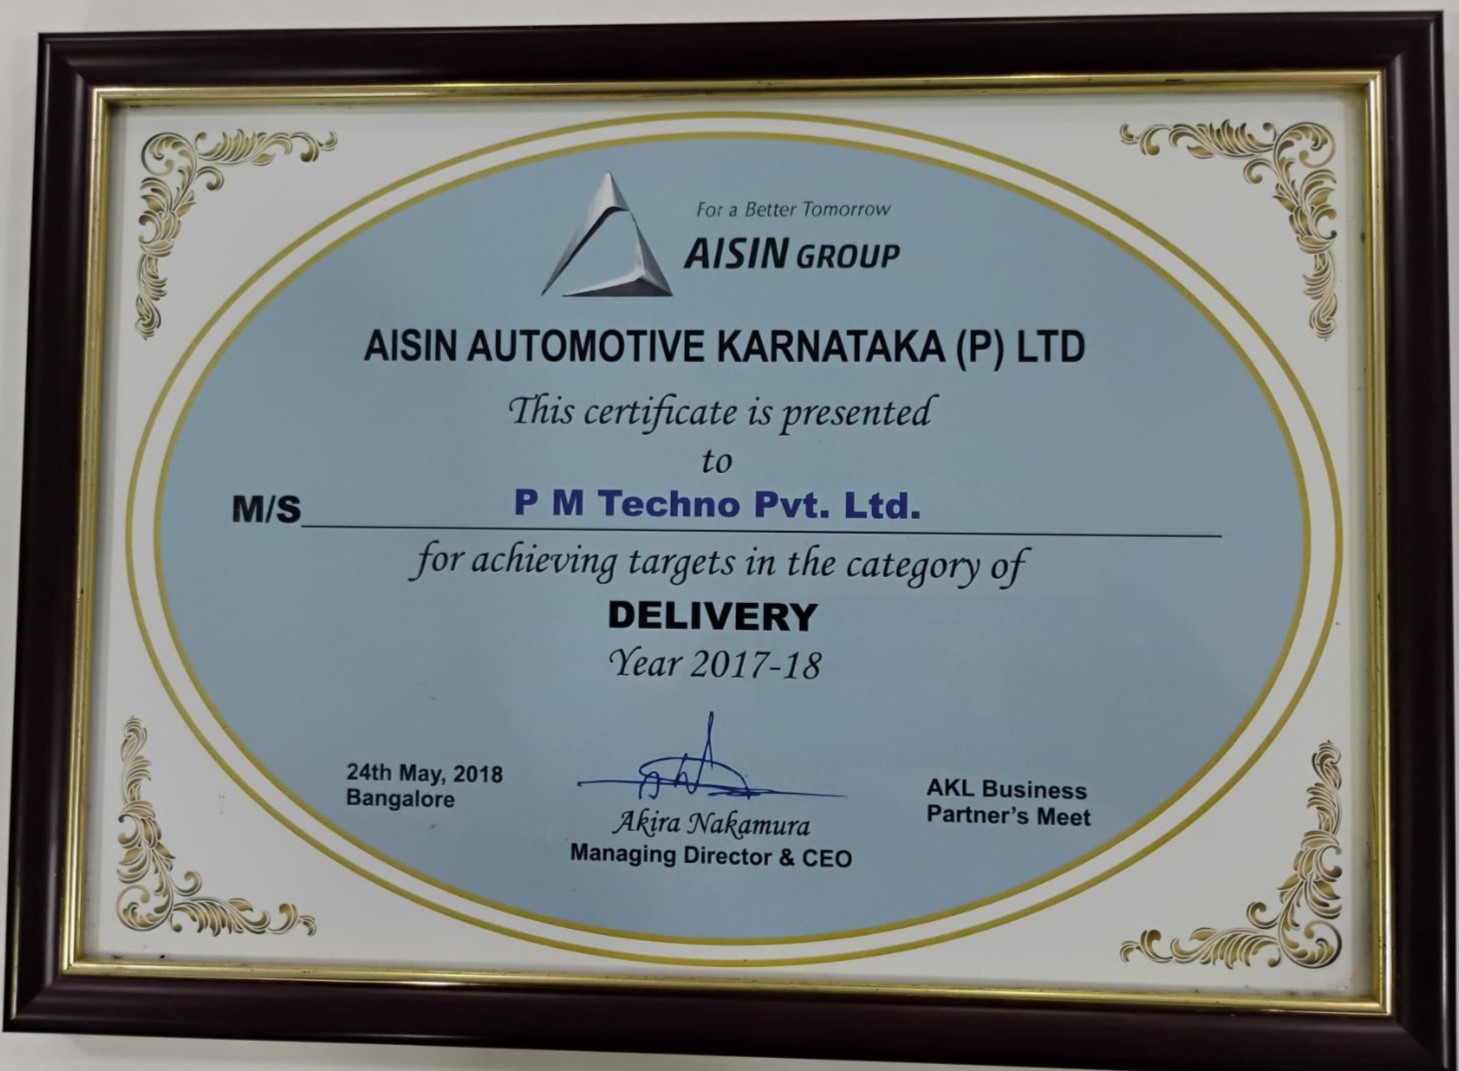 For a Better Tomorrow
AISIN GROUP
AISIN AUTOMOTIVE KARNATAKA (P) LTD
This certificate is presented
to
M/S P M Techno Pvt. Ltd.
for achieving targets in the category of
DELIVERY
Year 2017-18
24th May, 2018
Bangalore
Akira Nakamura
Managing Director & CEO
AKL Business
Partner's Meet